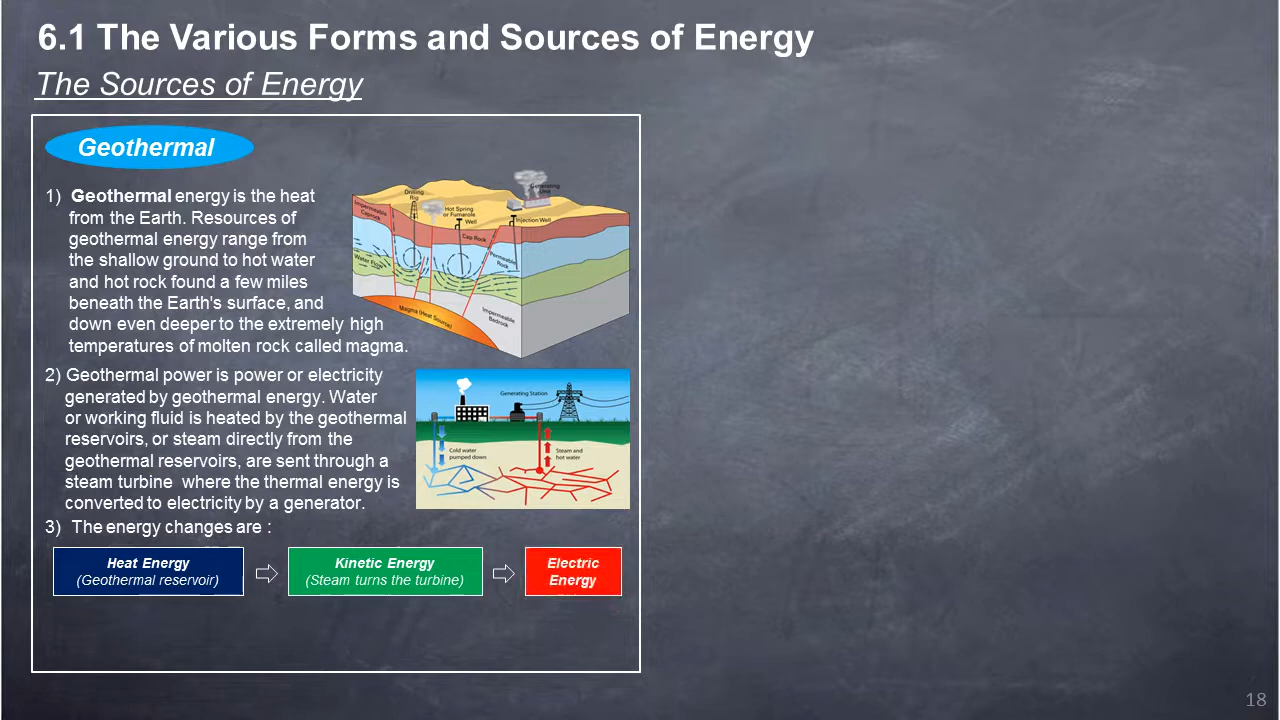 6.1 The Various Forms and Sources of Energy
The Sources of Energy
Geothermal
1) Geothermal energy is the heat
from the Earth. Resources of
geothermal energy range from
the shallow ground to hot water
and hot rock found a few miles
beneath the Earth's surface, and
down even deeper to the extremely high
temperatures of molten rock called magma.
Generating
Unit
Drilling
Rig
Impermeable
Caprock
Hot Spring
or Fumarole
Well
Injection Well
Cap Rock
Water Flow
Permeable
Rock
Magma (Heat Source)
Impermeable
Bedrock
2) Geothermal power is power or electricity
generated by geothermal energy. Water
or working fluid is heated by the geothermal
reservoirs, or steam directly from the
geothermal reservoirs, are sent through a
steam turbine where the thermal energy is
converted to electricity by a generator.
Generating Station
Cold water
pumped down
Steam and
hot water
3) The energy changes are :
Heat Energy
(Geothermal reservoir)
Kinetic Energy
(Steam turns the turbine)
Electric
Energy
18